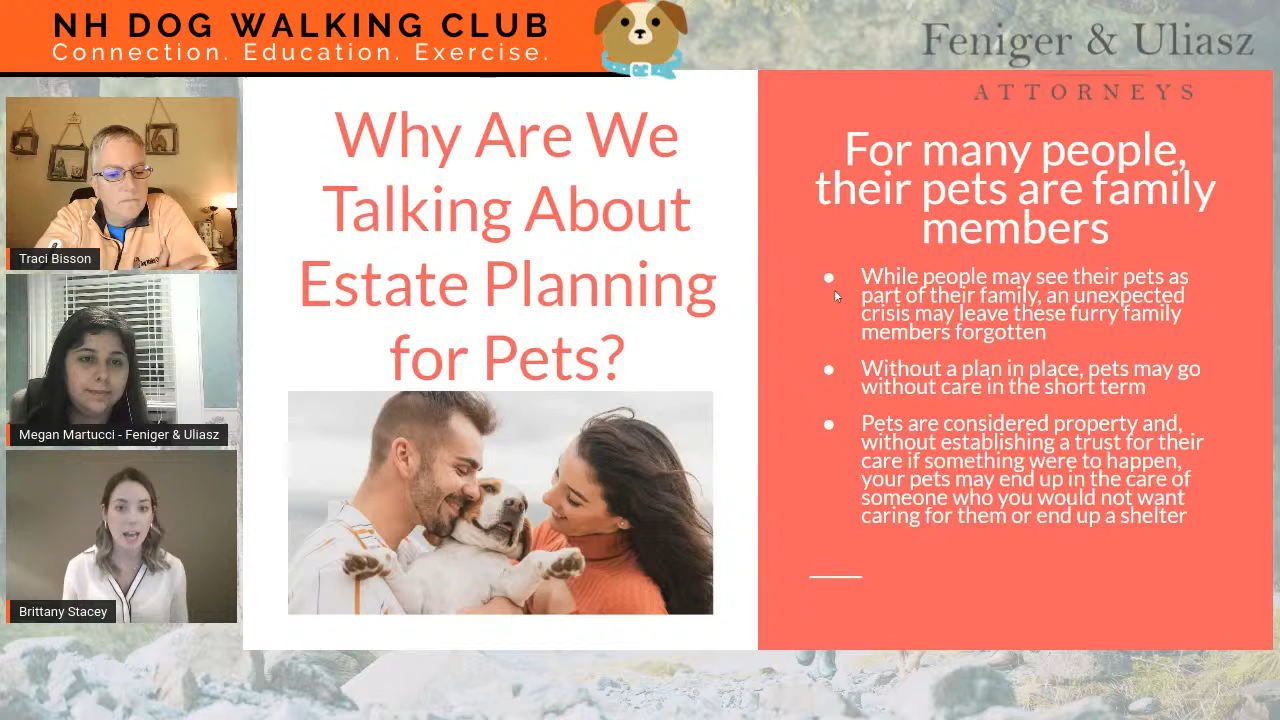 NH DOG WALKING CLUB
Connection. Education. Exercise.
Feniger & Uliasz
ATTORNEYS
Traci Bisson
Megan Martucci - Feniger & Uliasz
Brittany Stacey
Why Are We
Talking About
Estate Planning
for Pets?
For many people,
their pets are family
members
● While people may see their pets as
part of their family, an unexpected
crisis may leave these furry family
members forgotten
● Without a plan in place, pets may go
without care in the short term
● Pets are considered property and,
without establishing a trust for their
care if something were to happen,
your pets may end up in the care of
someone who you would not want
caring for them or end up a shelter